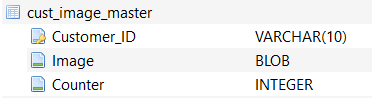 cust_image_master
Customer_ID VARCHAR(10)
Image BLOB
Counter INTEGER